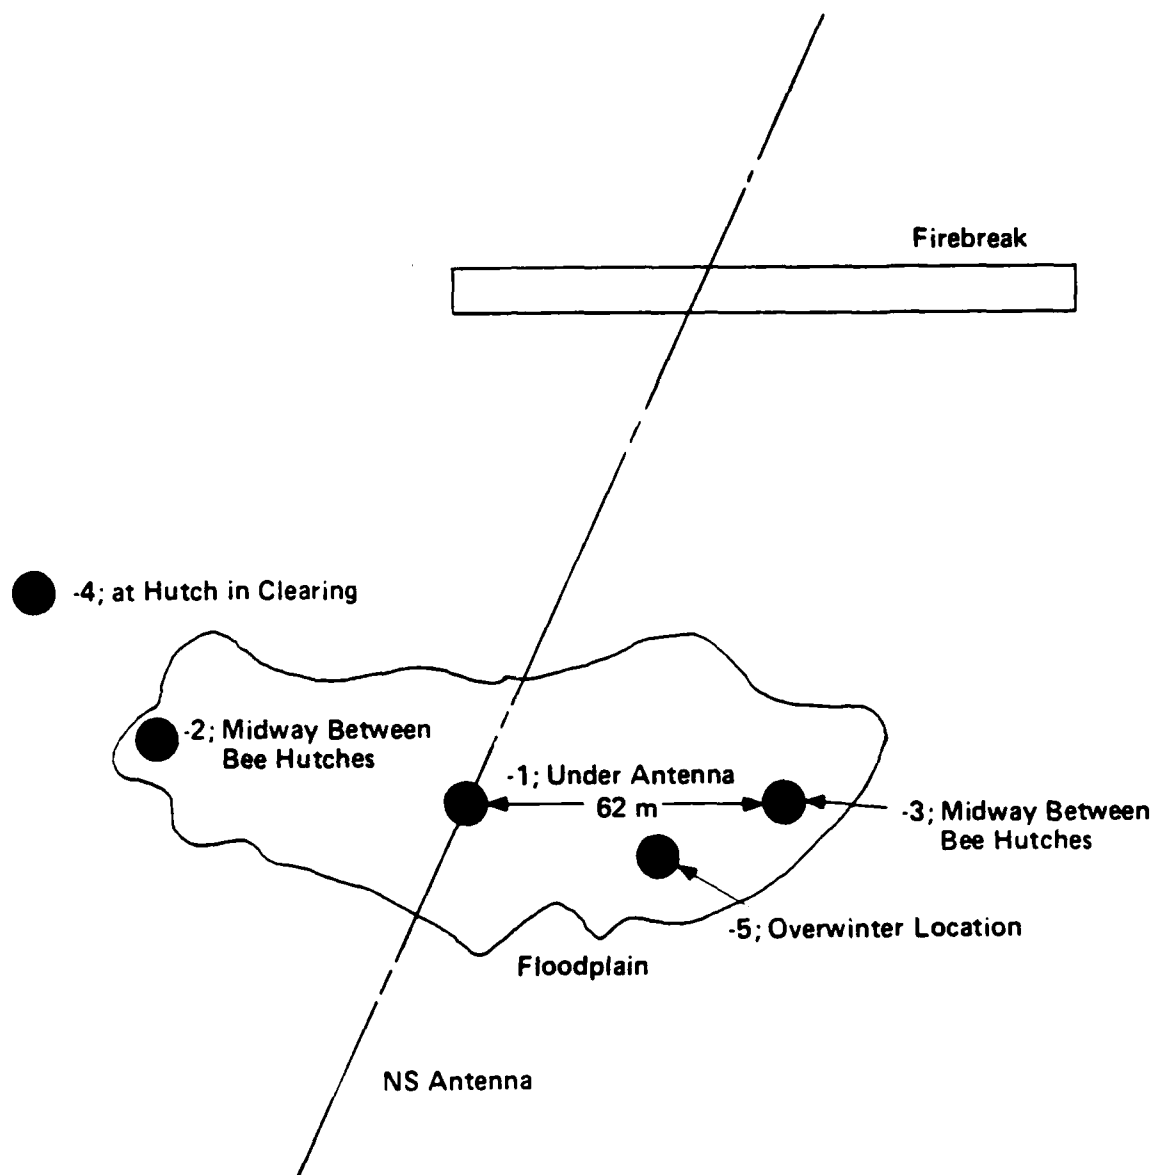 Firebreak
-4; at Hutch in Clearing
-2; Midway Between
Bee Hutches
-1; Under Antenna
62 m
-3; Midway Between
Bee Hutches
-5; Overwinter Location
Floodplain
NS Antenna